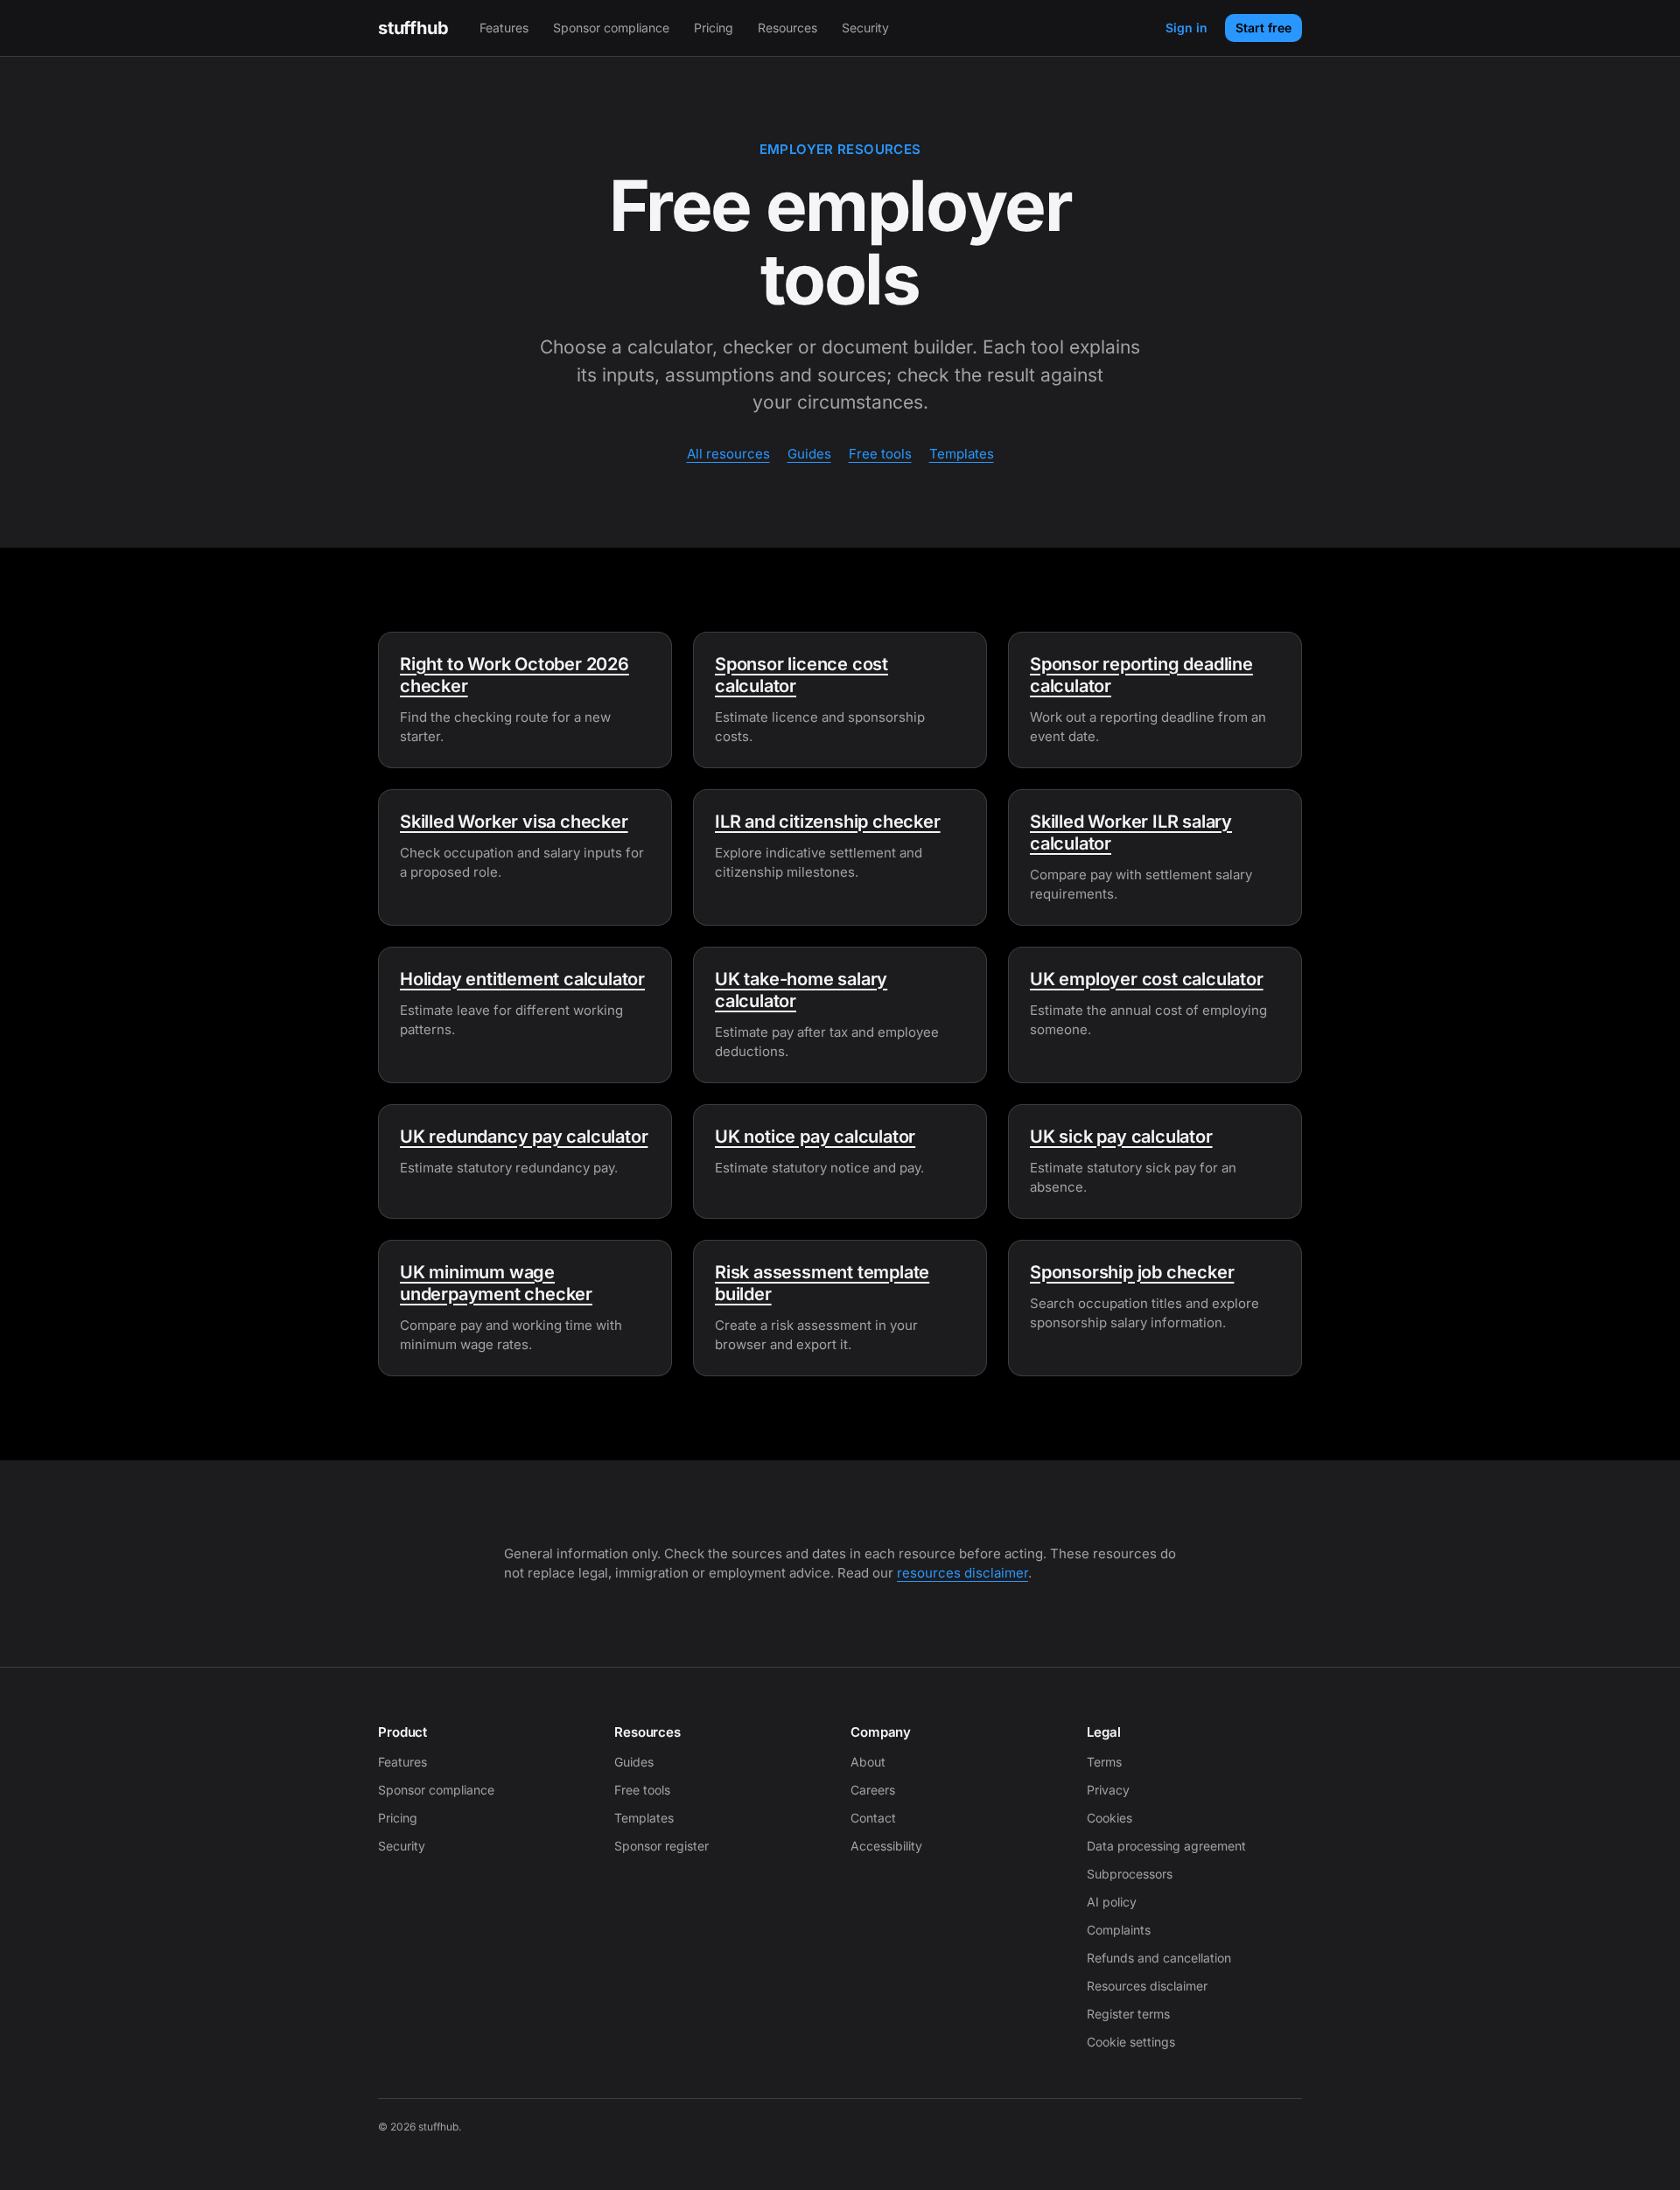 stuffhub
Features
Sponsor compliance
Pricing
Resources
Security
Sign in
Start free
EMPLOYER RESOURCES
Free employer
tools
Choose a calculator, checker or document builder. Each tool explains
its inputs, assumptions and sources; check the result against
your circumstances.
All resources
Guides
Free tools
Templates
Right to Work October 2026
checker
Find the checking route for a new
starter.
Sponsor licence cost
calculator
Estimate licence and sponsorship
costs.
Sponsor reporting deadline
calculator
Work out a reporting deadline from an
event date.
Skilled Worker visa checker
Check occupation and salary inputs for
a proposed role.
ILR and citizenship checker
Explore indicative settlement and
citizenship milestones.
Skilled Worker ILR salary
calculator
Compare pay with settlement salary
requirements.
Holiday entitlement calculator
Estimate leave for different working
patterns.
UK take-home salary
calculator
Estimate pay after tax and employee
deductions.
UK employer cost calculator
Estimate the annual cost of employing
someone.
UK redundancy pay calculator
Estimate statutory redundancy pay.
UK notice pay calculator
Estimate statutory notice and pay.
UK sick pay calculator
Estimate statutory sick pay for an
absence.
UK minimum wage
underpayment checker
Compare pay and working time with
minimum wage rates.
Risk assessment template
builder
Create a risk assessment in your
browser and export it.
Sponsorship job checker
Search occupation titles and explore
sponsorship salary information.
General information only. Check the sources and dates in each resource before acting. These resources do
not replace legal, immigration or employment advice. Read our resources disclaimer.
Product
Features
Sponsor compliance
Pricing
Security
Resources
Guides
Free tools
Templates
Sponsor register
Company
About
Careers
Contact
Accessibility
Legal
Terms
Privacy
Cookies
Data processing agreement
Subprocessors
AI policy
Complaints
Refunds and cancellation
Resources disclaimer
Register terms
Cookie settings
© 2026 stuffhub.